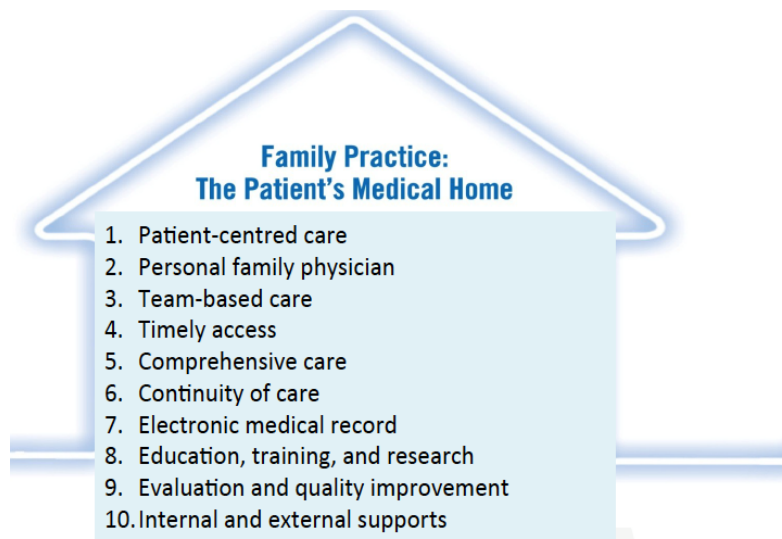 Family Practice:
The Patient's Medical Home
1. Patient-centred care
2. Personal family physician
3. Team-based care
4. Timely access
5. Comprehensive care
6. Continuity of care
7. Electronic medical record
8. Education, training, and research
9. Evaluation and quality improvement
10.Internal and external supports